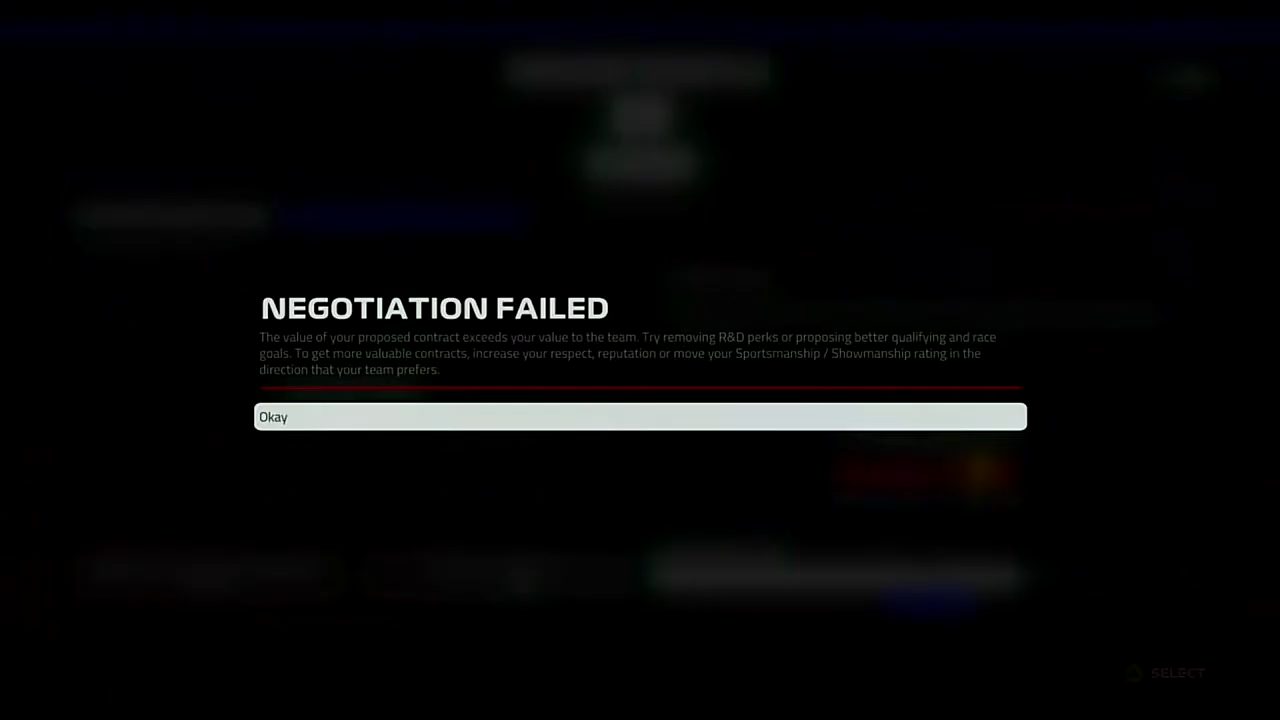 NEGOTIATION FAILED
The value of your proposed contract exceeds your value to the team. Try removing R&D perks or proposing better qualifying and race
goals. To get more valuable contracts, increase your respect, reputation or move your Sportsmanship / Showmanship rating in the
direction that your team prefers.
Okay
SELECT